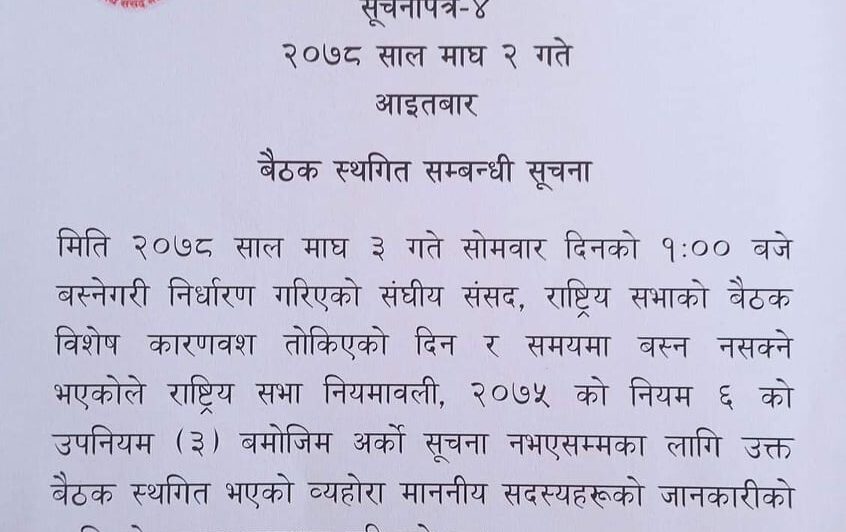 सूचनापत्र-४
२०७८ साल माघ २ गते
आइतबार
बैठक स्थगित सम्बन्धी सूचना
मिति २०७८ साल माघ ३ गते सोमवार दिनको १:०० बजे
बस्नेगरी निर्धारण गरिएको संघीय संसद, राष्ट्रिय सभाको बैठक
विशेष कारणवश तोकिएको दिन र समयमा बस्न नसक्ने
भएकोले राष्ट्रिय सभा नियमावली, २०७५ को नियम ६ को
उपनियम (३) बमोजिम अर्को सूचना नभएसम्मका लागि उक्त
बैठक स्थगित भएको व्यहोरा माननीय सदस्यहरूको जानकारीको